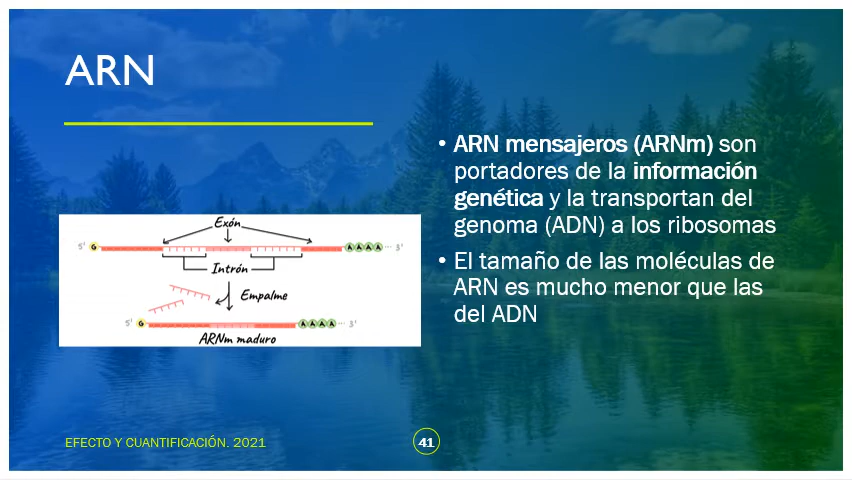 ARN
• ARN mensajeros (ARNm) son
portadores de la información
genética y la transportan del
genoma (ADN) a los ribosomas
• El tamaño de las moléculas de
ARN es mucho menor que las
del ADN
Exón
5' G A A A A ... 3'
Intrón
Empalme
5' G A A A A ... 3'
ARNm maduro
EFECTO Y CUANTIFICACIÓN. 2021
41